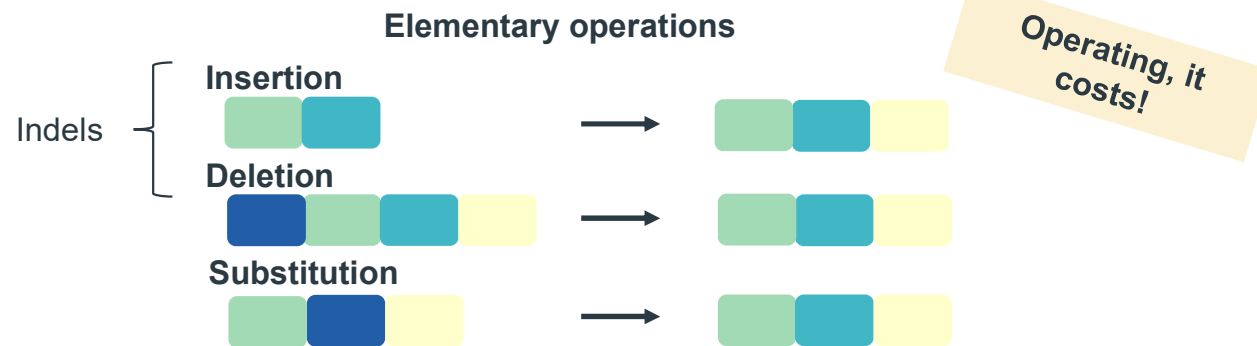 Elementary operations
Operating, it
costs!
Insertion
Indels
Deletion
Substitution